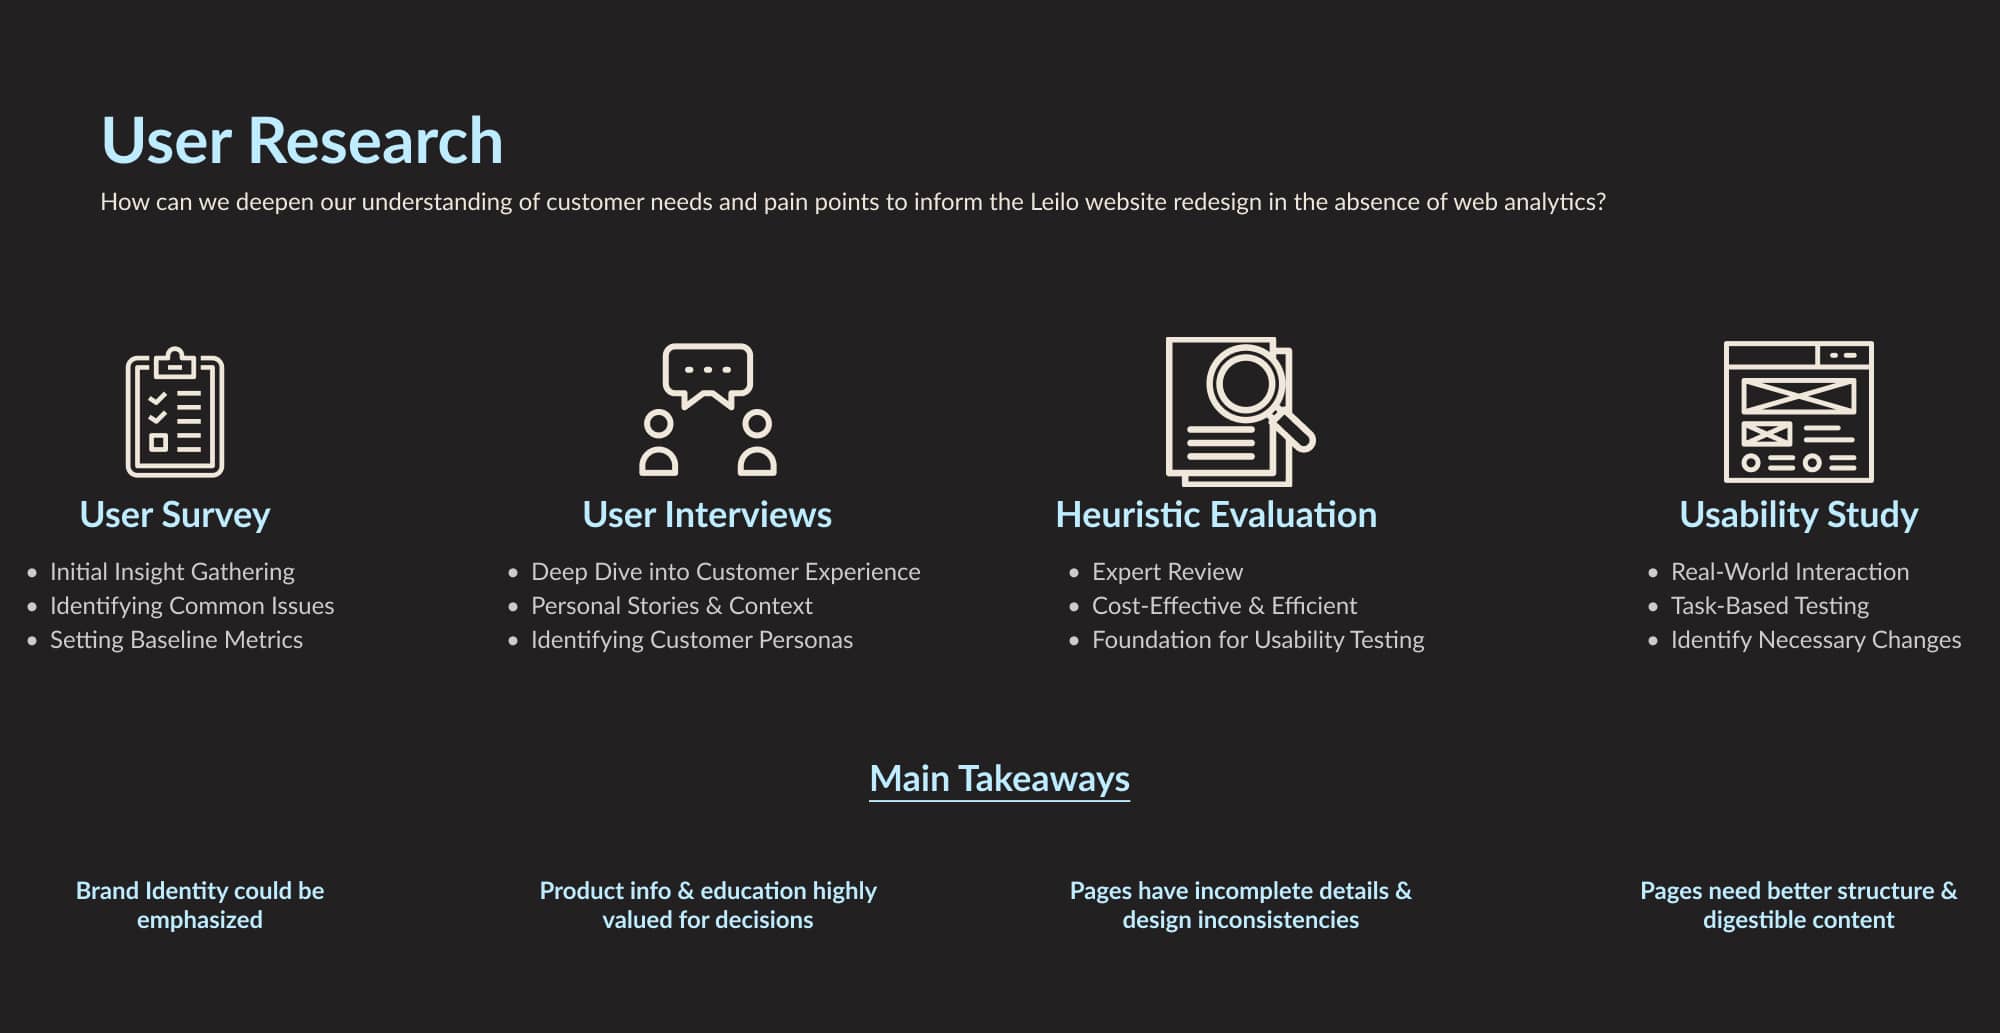 User Research
How can we deepen our understanding of customer needs and pain points to inform the Leilo website redesign in the absence of web analytics?
User Survey
• Initial Insight Gathering
• Identifying Common Issues
• Setting Baseline Metrics
User Interviews
• Deep Dive into Customer Experience
• Personal Stories & Context
• Identifying Customer Personas
Heuristic Evaluation
• Expert Review
• Cost-Effective & Efficient
• Foundation for Usability Testing
Usability Study
• Real-World Interaction
• Task-Based Testing
• Identify Necessary Changes
Main Takeaways
Brand Identity could be
emphasized
Product info & education highly
valued for decisions
Pages have incomplete details &
design inconsistencies
Pages need better structure &
digestible content